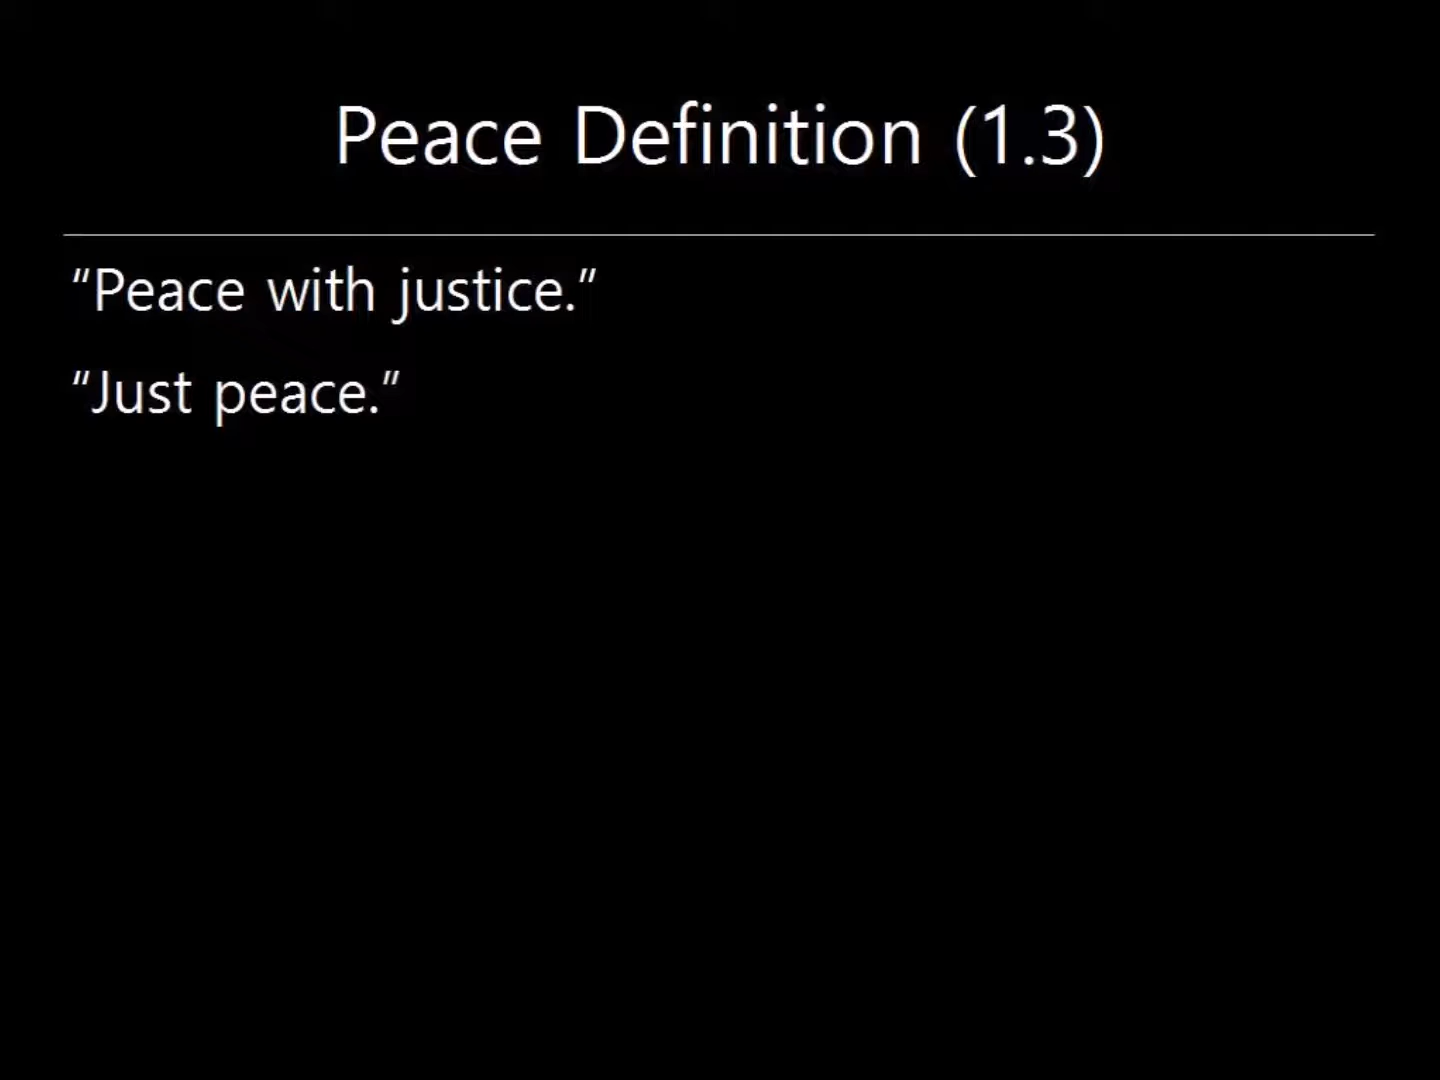 Peace Definition (1.3)
“Peace with justice.”
“Just peace.”